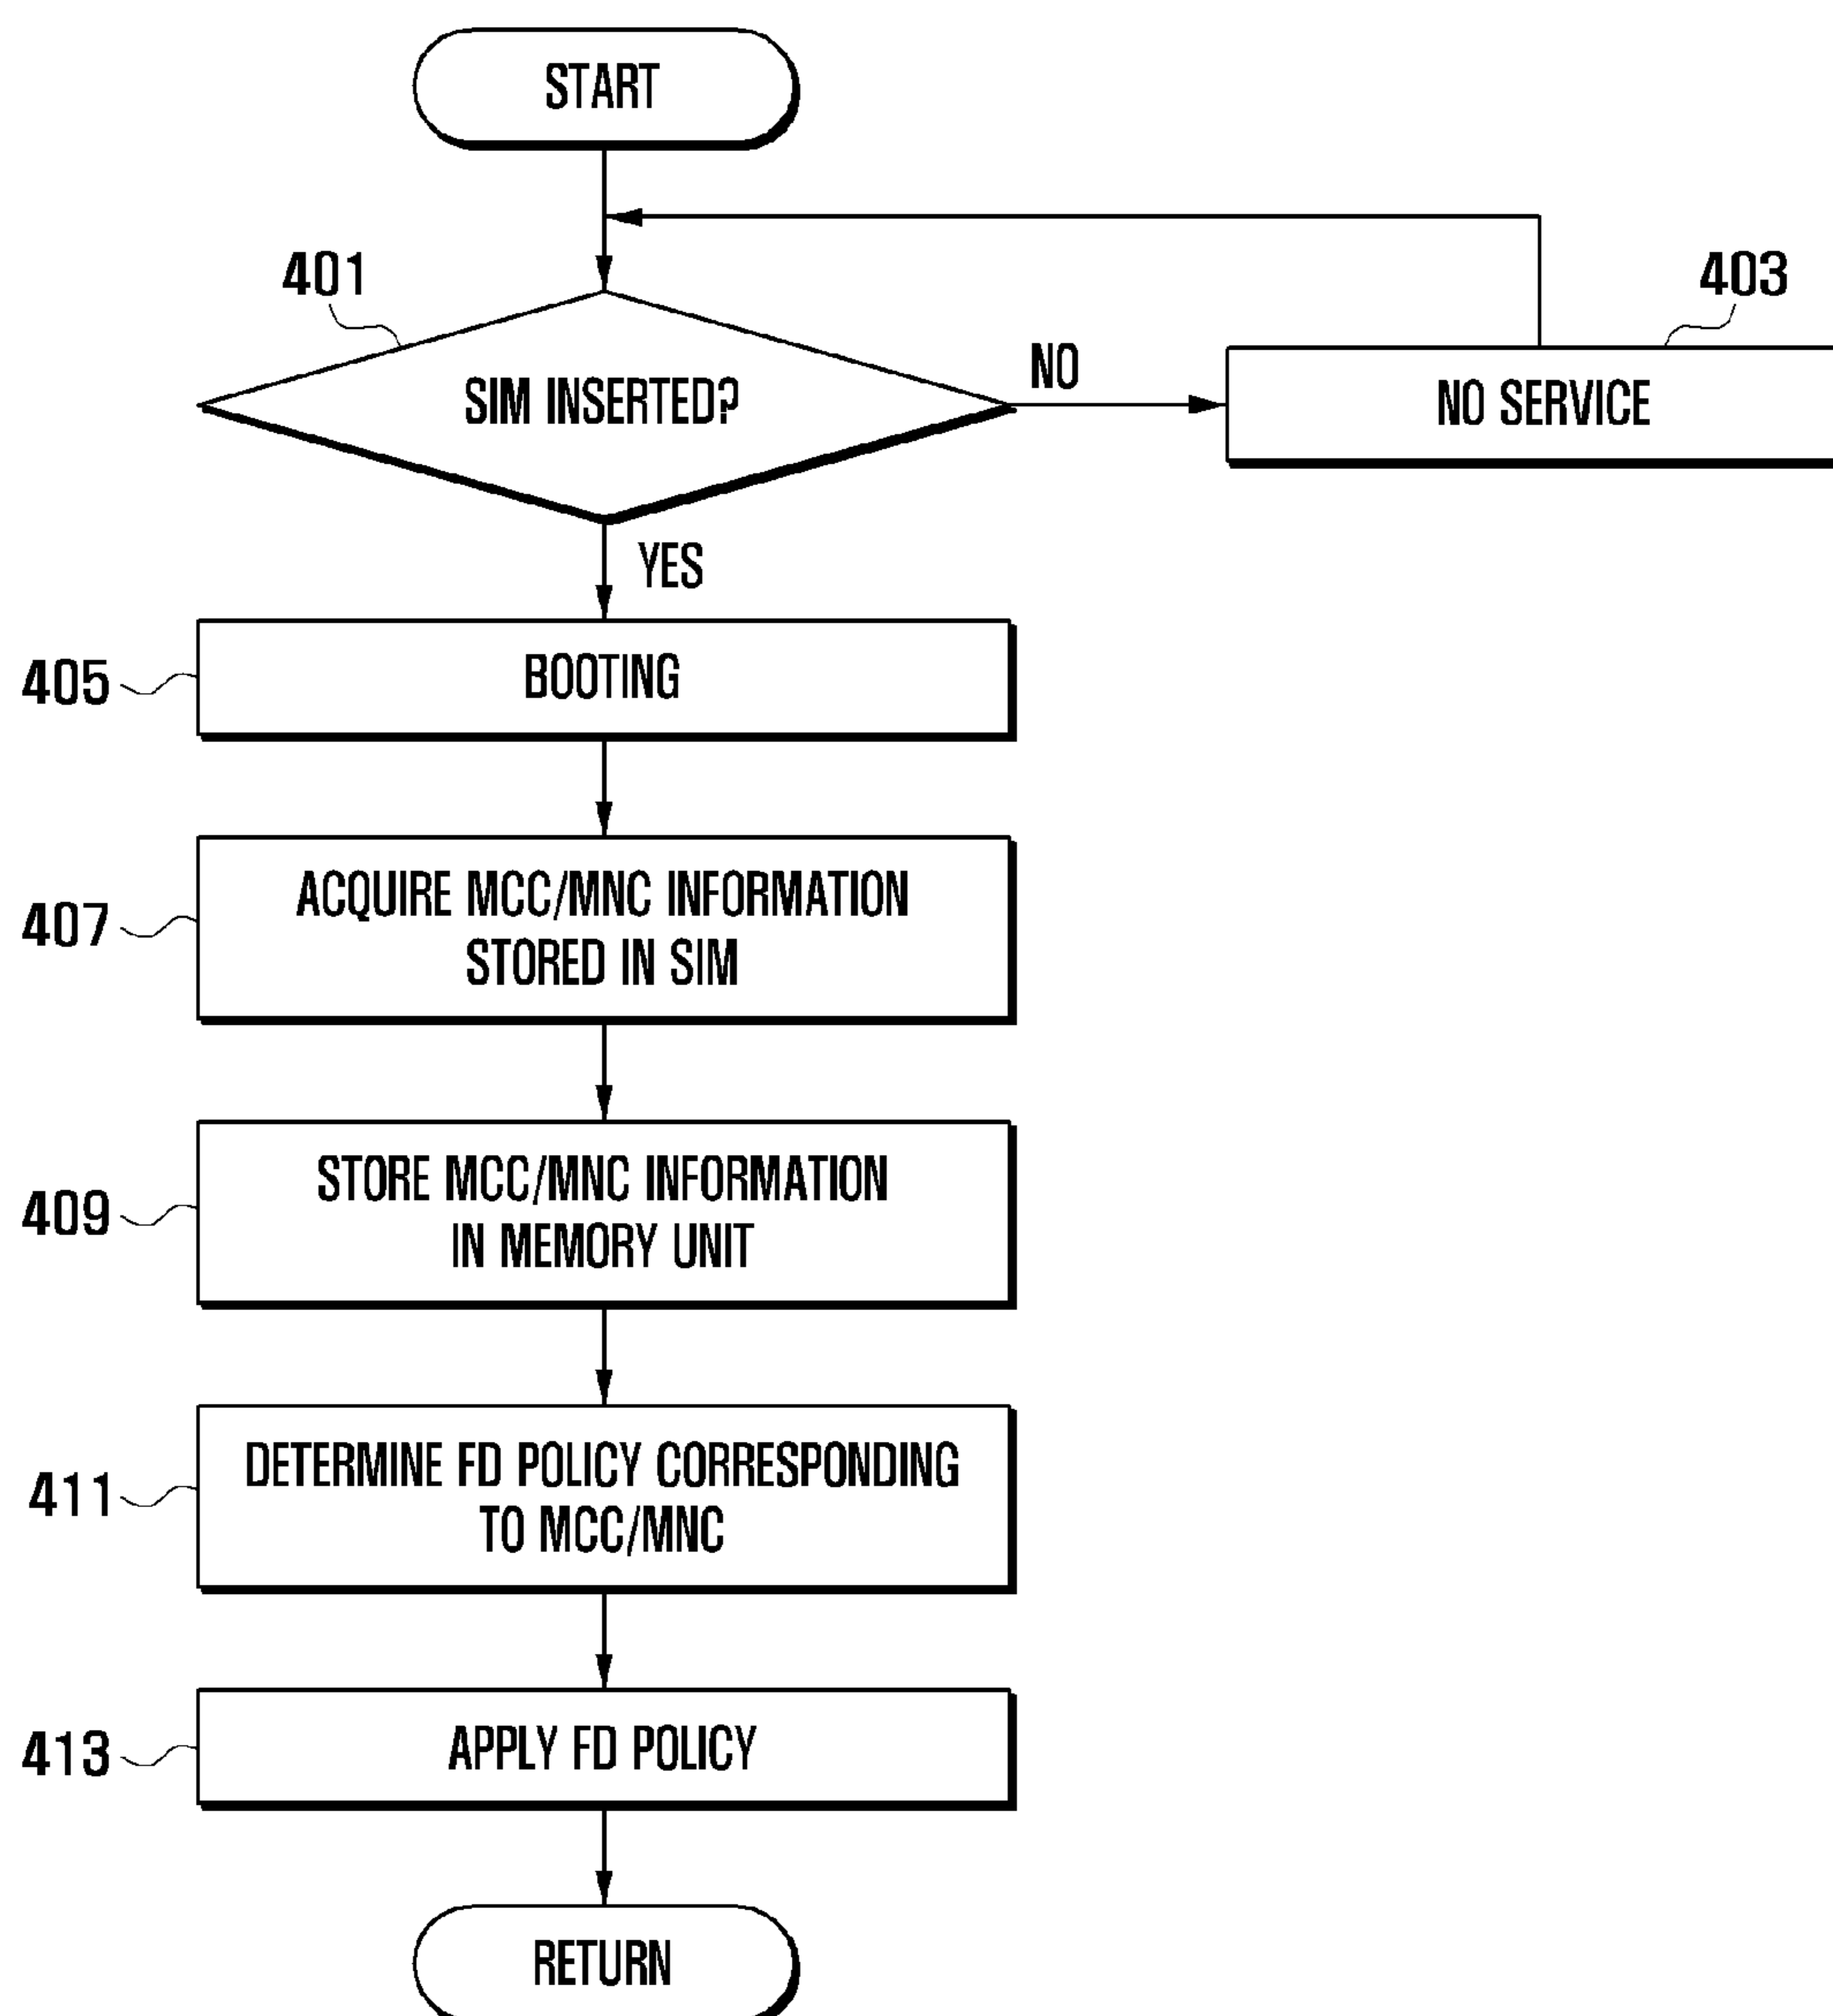 START
401
403
SIM INSERTED?
NO
NO SERVICE
YES
405
BOOTING
407
ACQUIRE MCC/MNC INFORMATION
STORED IN SIM
409
STORE MCC/MNC INFORMATION
IN MEMORY UNIT
411
DETERMINE FD POLICY CORRESPONDING
TO MCC/MNC
413
APPLY FD POLICY
RETURN